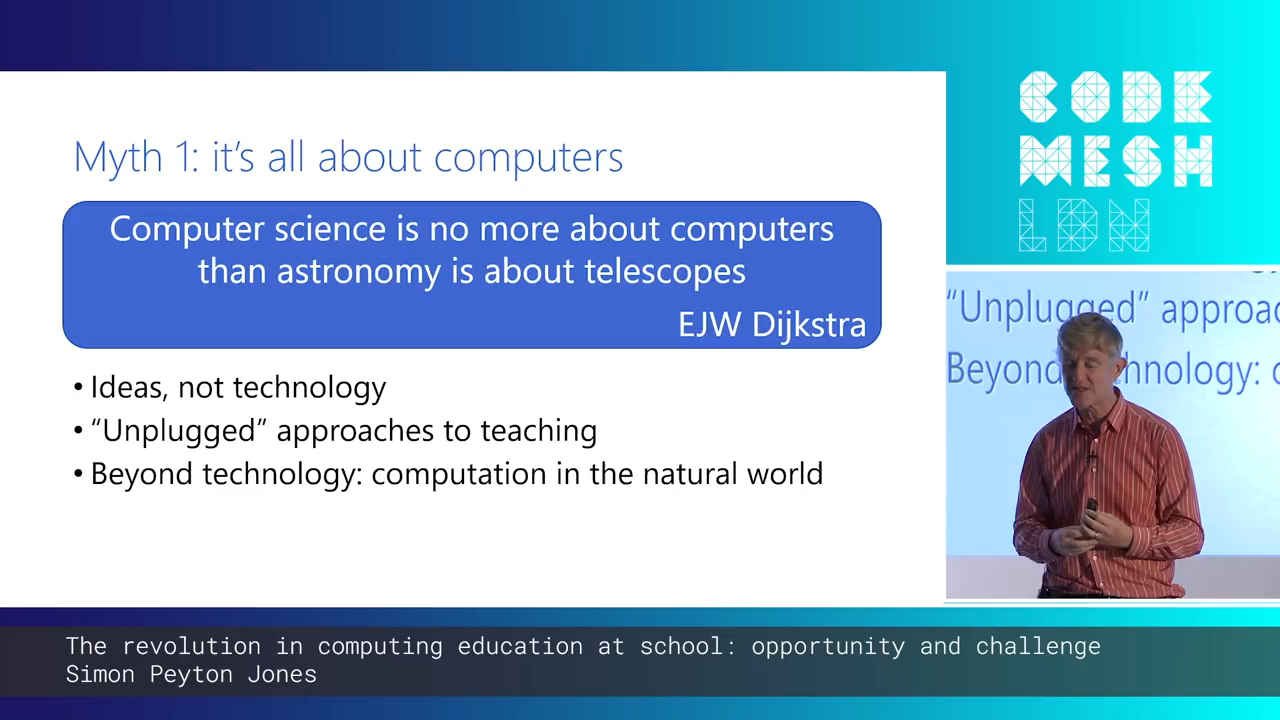 Myth 1: it's all about computers
Computer science is no more about computers
than astronomy is about telescopes
EJW Dijkstra
• Ideas, not technology
• “Unplugged” approaches to teaching
• Beyond technology: computation in the natural world
CODE
MESH
LDN
“Unplugged” approac
Beyond technology:
The revolution in computing education at school: opportunity and challenge
Simon Peyton Jones